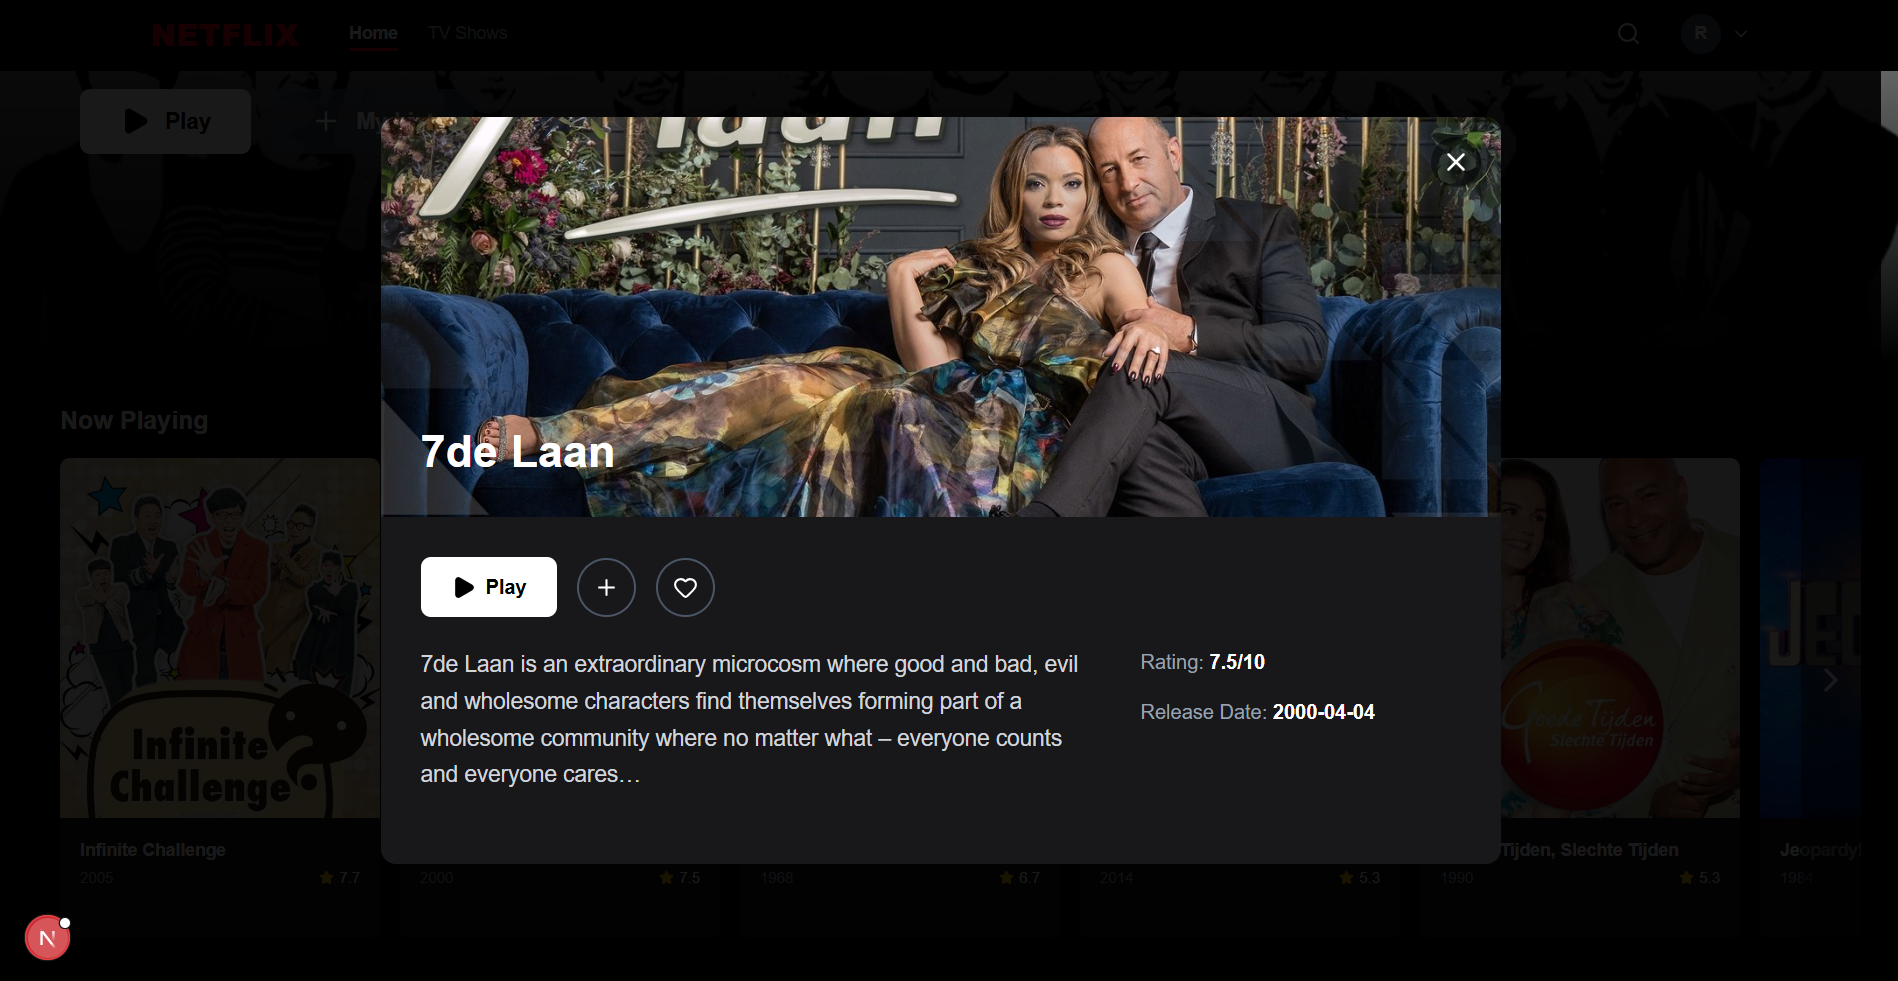 NETFLIX
Home
TV Shows
R
Play
My
7de Laan
Now Playing
Play
7de Laan is an extraordinary microcosm where good and bad, evil
and wholesome characters find themselves forming part of a
wholesome community where no matter what – everyone counts
and everyone cares…
Rating: 7.5/10
Release Date: 2000-04-04
Infinite
Challenge
Goede Tijden
Slechte Tijden
Infinite Challenge
Tijden, Slechte Tijden
Jeopardy!
2005
7.7
2000
7.5
1968
6.7
2014
5.3
1990
5.3
1984
N